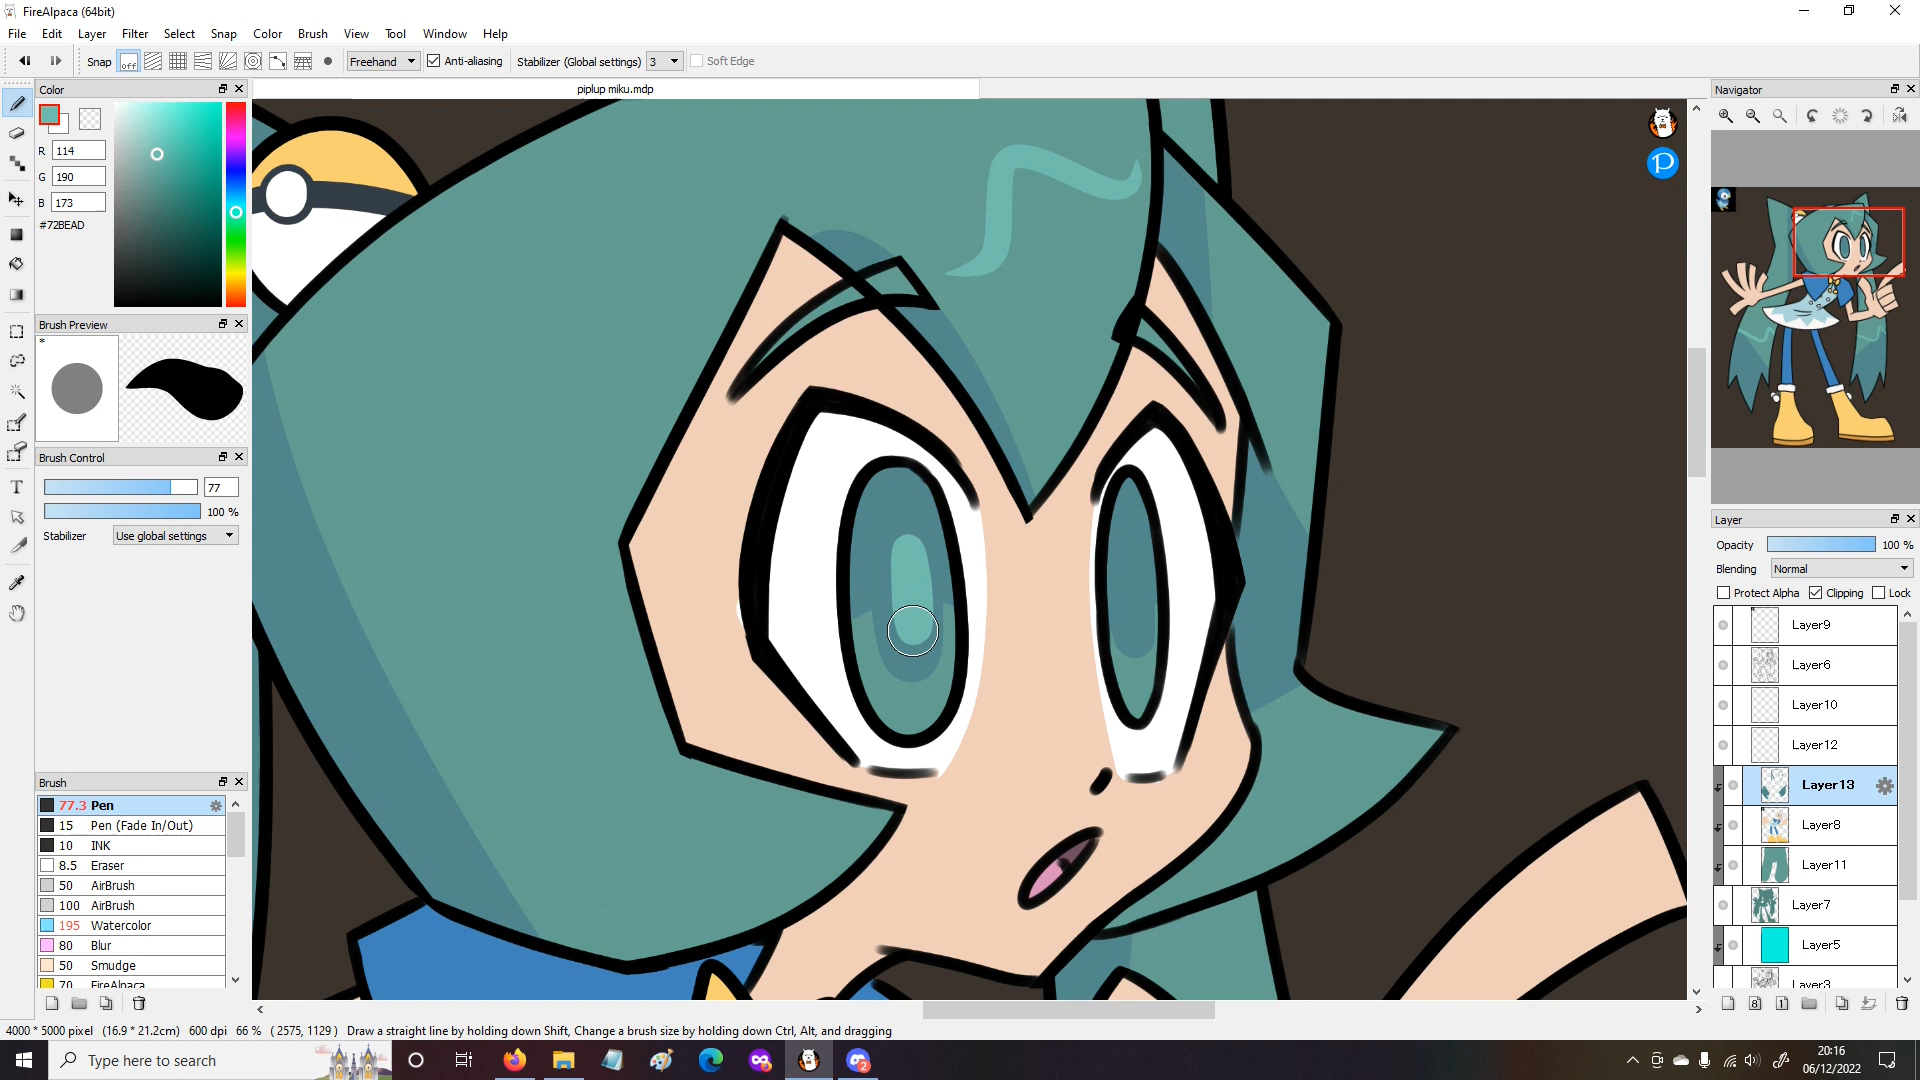 FireAlpaca (64bit)
File Edit Layer Filter Select Snap Color Brush View Tool Window Help
Snap off Freehand Anti-aliasing Stabilizer (Global settings) 3 Soft Edge
Color
piplup miku.mdp
Navigator
R 114
G 190
B 173
#72BEAD
P
Brush Preview
*
Brush Control
77
100 %
Stabilizer Use global settings
Layer
Opacity 100 %
Blending Normal
Protect Alpha Clipping Lock
Layer9
Layer6
Layer10
Layer12
Layer13
Layer8
Layer11
Layer7
Layer5
Layer3
Brush
77.3 Pen
15 Pen (Fade In/Out)
10 INK
8.5 Eraser
50 AirBrush
100 AirBrush
195 Watercolor
80 Blur
50 Smudge
70 FireAlpaca
T
8 1
4000 * 5000 pixel (16.9 * 21.2cm) 600 dpi 66 % ( 2575, 1129 ) Draw a straight line by holding down Shift, Change a brush size by holding down Ctrl, Alt, and dragging
Type here to search
2
20:16
06/12/2022